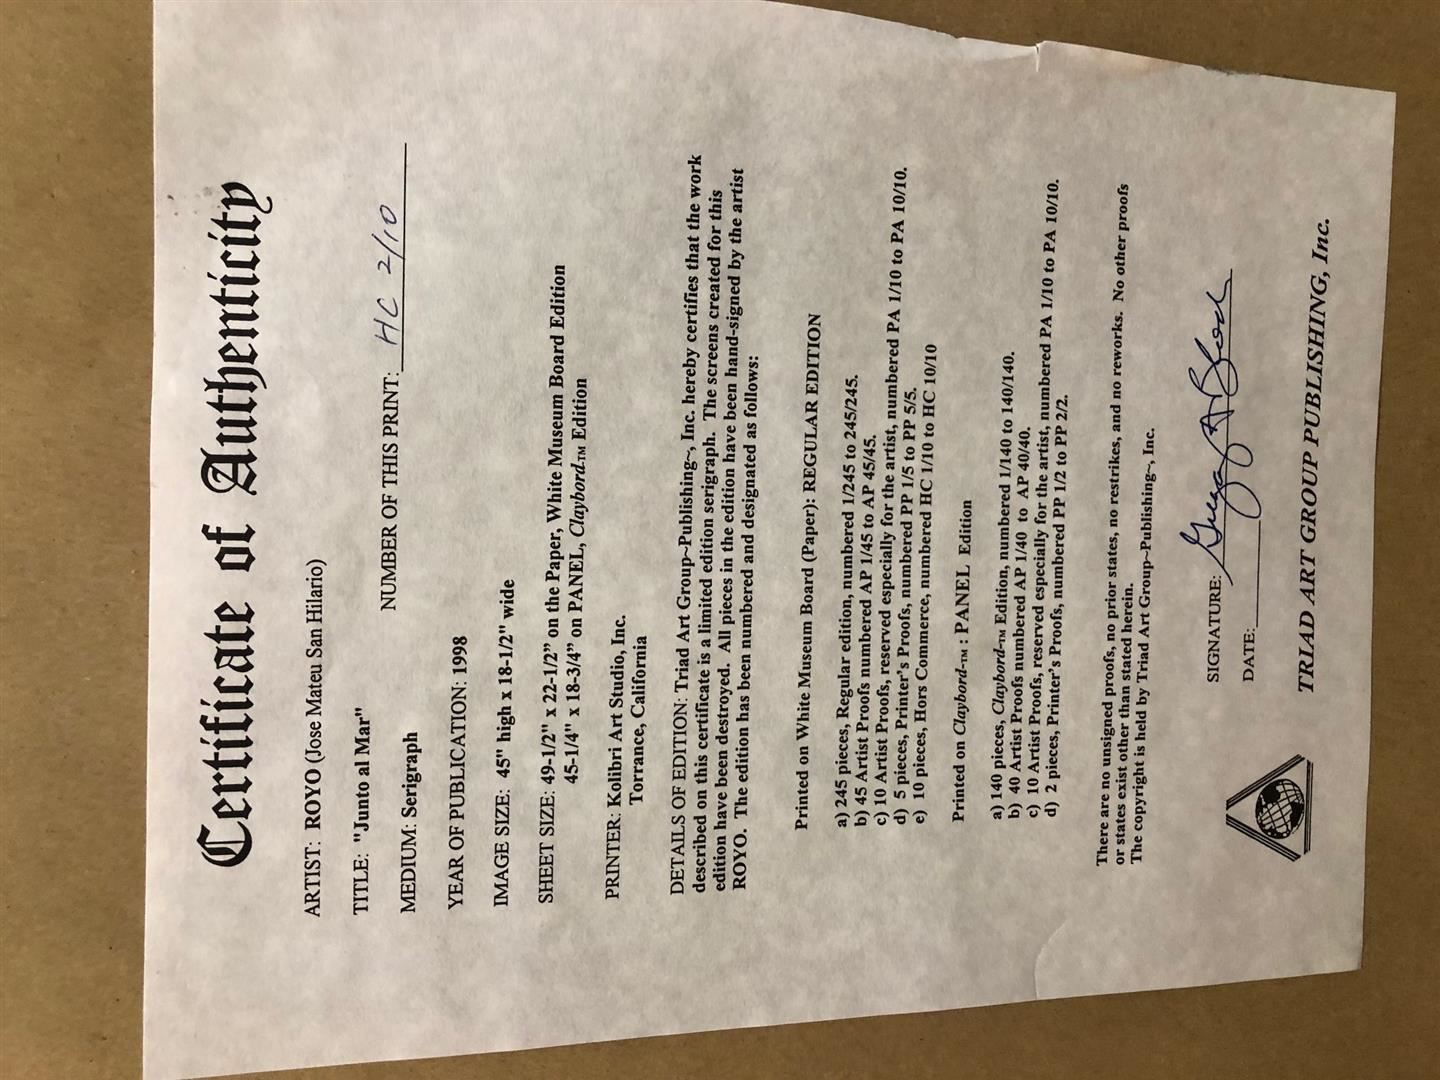 Certificate of Authenticity
ARTIST: ROYO (Jose Mateu San Hilario)
TITLE: "Junto al Mar"
NUMBER OF THIS PRINT: HC 2/10
MEDIUM: Serigraph
YEAR OF PUBLICATION: 1998
IMAGE SIZE: 45" high x 18-1/2" wide
SHEET SIZE: 49-1/2" x 22-1/2" on the Paper, White Museum Board Edition
45-1/4" x 18-3/4" on PANEL, Claybord-TM Edition
PRINTER: Kolibri Art Studio, Inc.
Torrance, California
DETAILS OF EDITION: Triad Art Group~Publishing~, Inc. hereby certifies that the work
described on this certificate is a limited edition serigraph. The screens created for this
edition have been destroyed. All pieces in the edition have been hand-signed by the artist
ROYO. The edition has been numbered and designated as follows:
Printed on White Museum Board (Paper): REGULAR EDITION
a) 245 pieces, Regular edition, numbered 1/245 to 245/245.
b) 45 Artist Proofs numbered AP 1/45 to AP 45/45.
c) 10 Artist Proofs, reserved especially for the artist, numbered PA 1/10 to PA 10/10.
d) 5 pieces, Printer's Proofs, numbered PP 1/5 to PP 5/5.
e) 10 pieces, Hors Commerce, numbered HC 1/10 to HC 10/10
Printed on Claybord-TM : PANEL Edition
a) 140 pieces, Claybord-TM Edition, numbered 1/140 to 140/140.
b) 40 Artist Proofs numbered AP 1/40 to AP 40/40.
c) 10 Artist Proofs, reserved especially for the artist, numbered PA 1/10 to PA 10/10.
d) 2 pieces, Printer's Proofs, numbered PP 1/2 to PP 2/2.
There are no unsigned proofs, no prior states, no restrikes, and no reworks. No other proofs
or states exist other than stated herein.
The copyright is held by Triad Art Group~Publishing~, Inc.
SIGNATURE:
DATE:
TRIAD ART GROUP PUBLISHING, Inc.